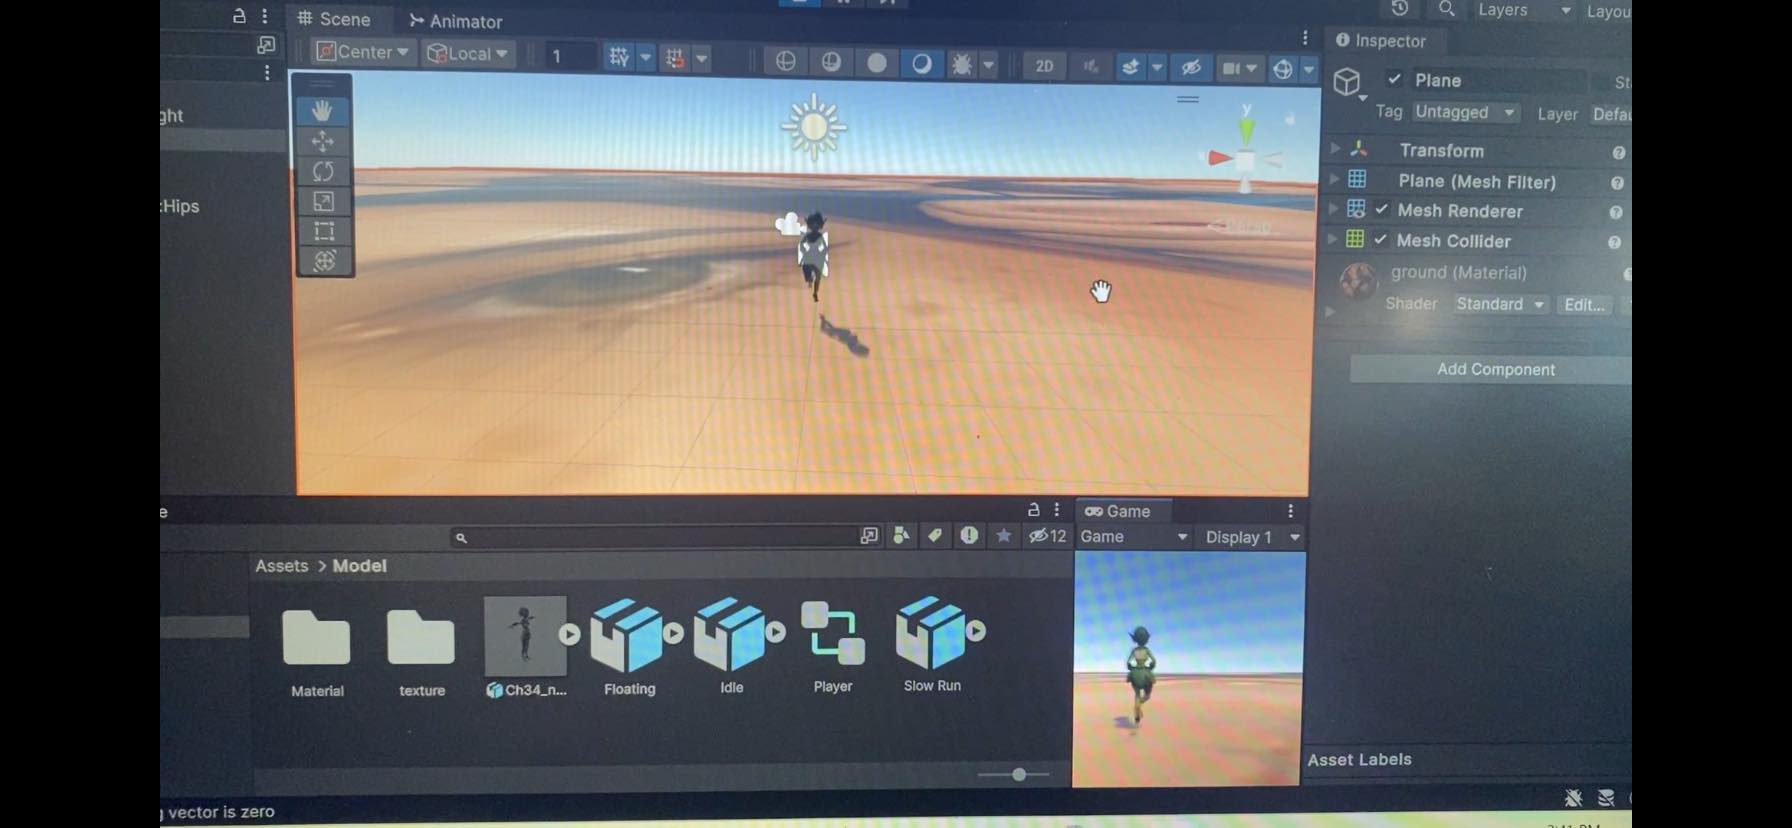 Scene
Animator
Layers
Layou
Center
Local
1
2D
Inspector
Plane
Tag Untagged
Layer Defau
ght
:Hips
y
Persp
Transform
Plane (Mesh Filter)
Mesh Renderer
Mesh Collider
ground (Material)
Shader Standard Edit...
Add Component
e
12
Game
Game
Display 1
Assets > Model
Material
texture
Ch34_n...
Floating
Idle
Player
Slow Run
Asset Labels
vector is zero